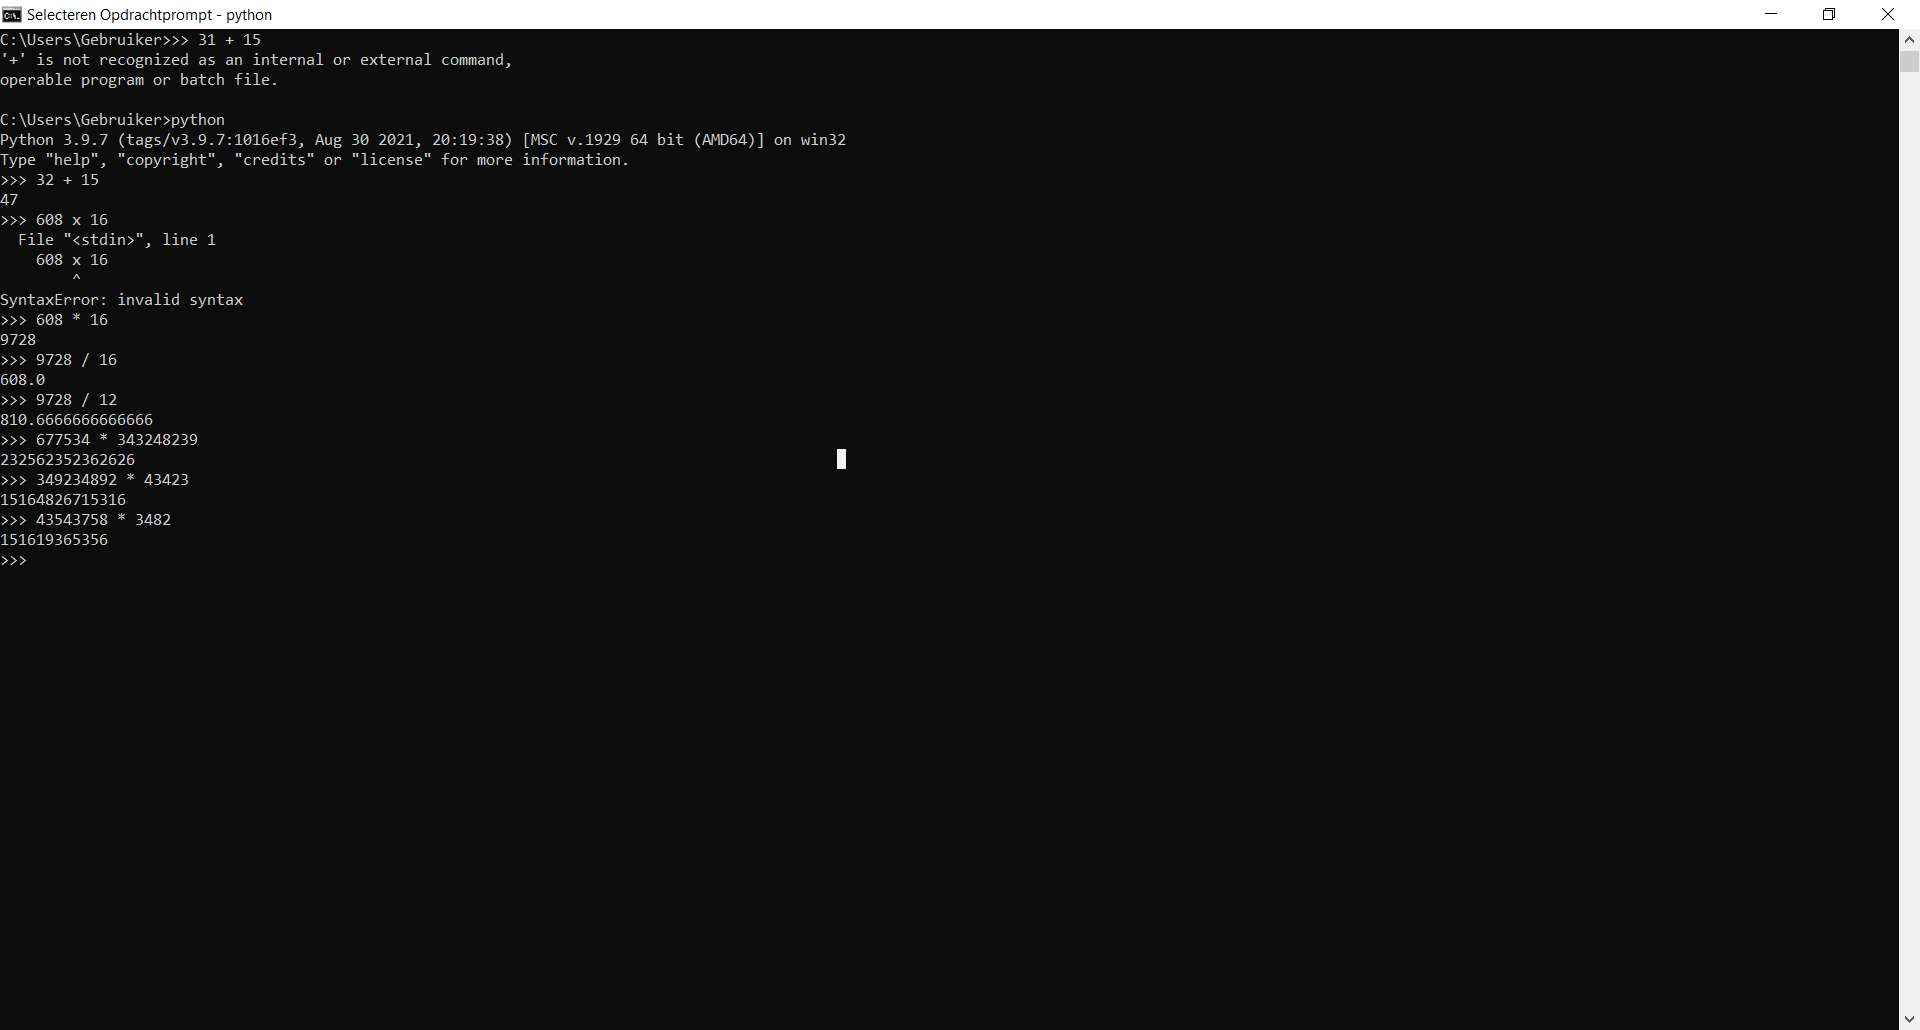 Selecteren Opdrachtprompt - python
C:\Users\Gebruiker>>> 31 + 15
'+' is not recognized as an internal or external command,
operable program or batch file.
C:\Users\Gebruiker>python
Python 3.9.7 (tags/v3.9.7:1016ef3, Aug 30 2021, 20:19:38) [MSC v.1929 64 bit (AMD64)] on win32
Type "help", "copyright", "credits" or "license" for more information.
>>> 32 + 15
47
>>> 608 x 16
  File "<stdin>", line 1
    608 x 16
        ^
SyntaxError: invalid syntax
>>> 608 * 16
9728
>>> 9728 / 16
608.0
>>> 9728 / 12
810.6666666666666
>>> 677534 * 343248239
232562352362626
>>> 349234892 * 43423
15164826715316
>>> 43543758 * 3482
151619365356
>>>